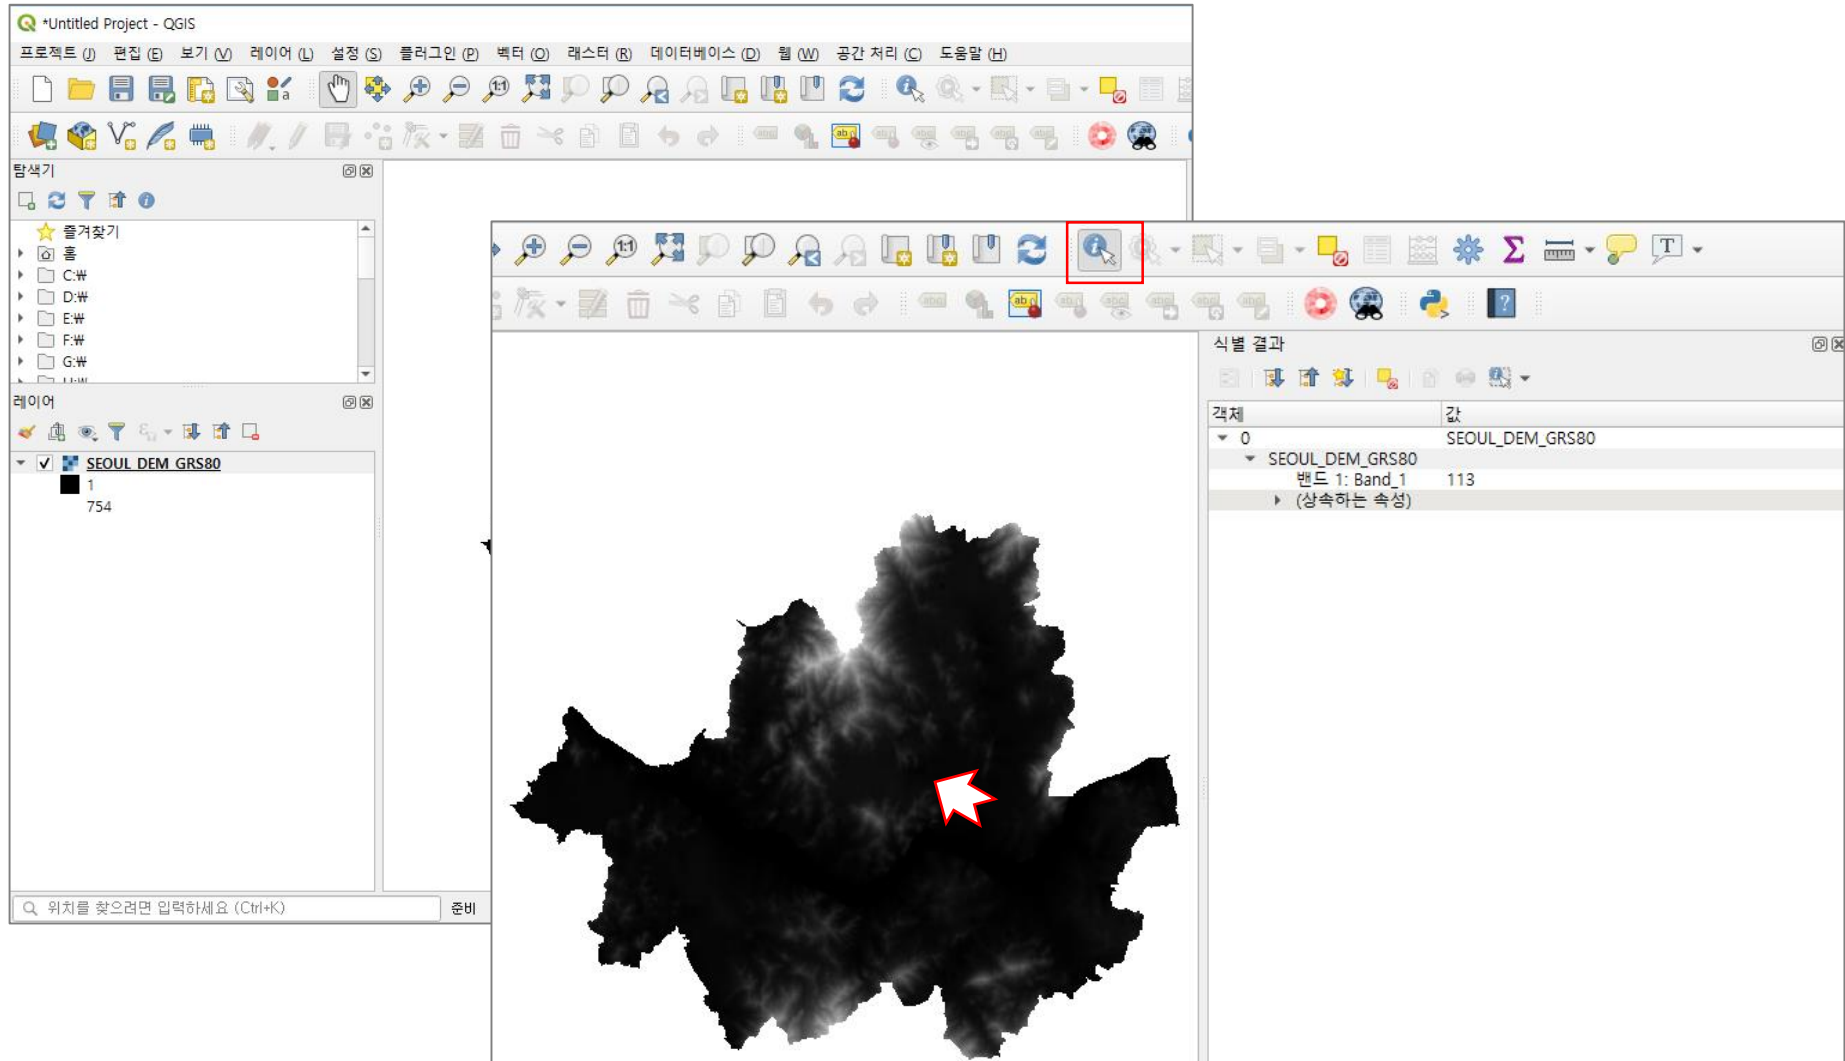 *Untitled Project - QGIS
프로젝트 (J) 편집 (E) 보기 (V) 레이어 (L) 설정 (S) 플러그인 (P) 벡터 (O) 래스터 (R) 데이터베이스 (D) 웹 (W) 공간 처리 (C) 도움말 (H)
탐색기
즐겨찾기
홈
C:₩
D:₩
E:₩
F:₩
G:₩
레이어
SEOUL_DEM_GRS80
1
754
위치를 찾으려면 입력하세요 (Ctrl+K)
준비
식별 결과
객체 값
0 SEOUL_DEM_GRS80
SEOUL_DEM_GRS80
밴드 1: Band_1 113
(상속하는 속성)